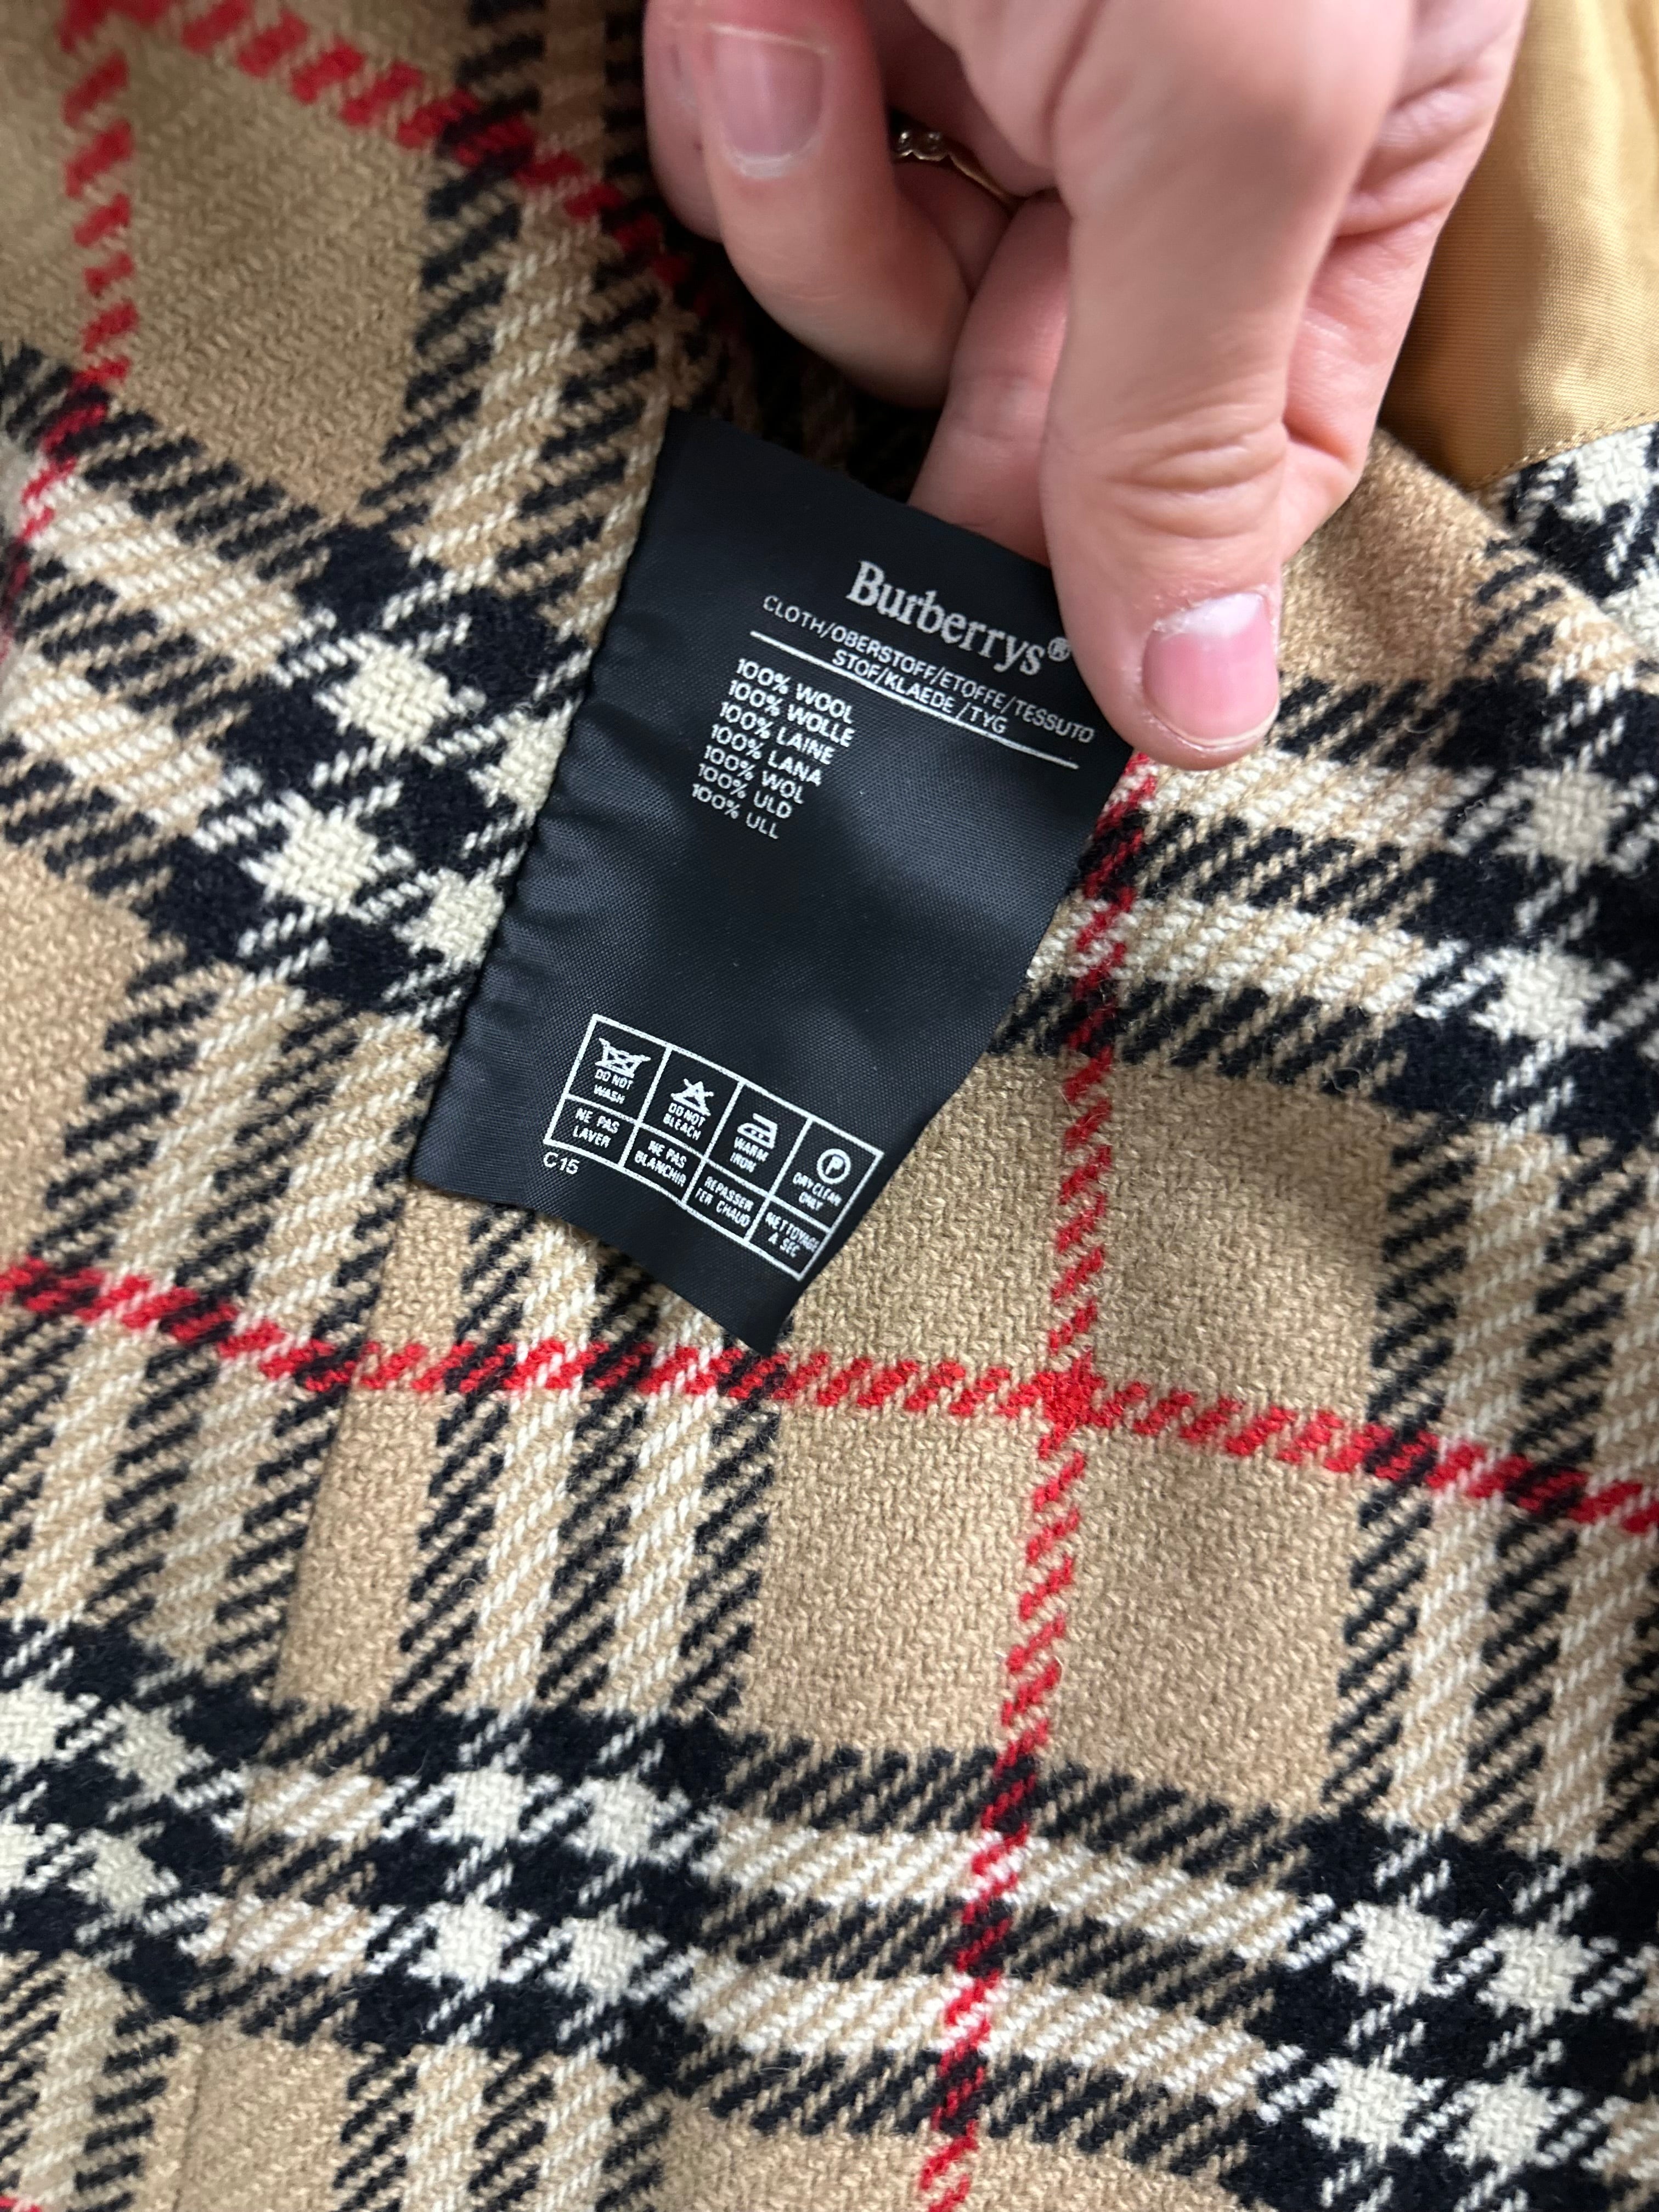 Burberrys®
CLOTH/OBERSTOFF/ETOFFE/TESSUTO
STOF/KLAEDE/TYG
100% WOOL
100% WOLLE
100% LAINE
100% LANA
100% WOL
100% ULD
100% ULL
DO NOT
WASH
DO NOT
BLEACH
WARM
IRON
P
DRY CLEAN
ONLY
NE PAS
LAVER
NE PAS
BLANCHIR
REPASSER
FER CHAUD
NETTOYAGE
A SEC
C15